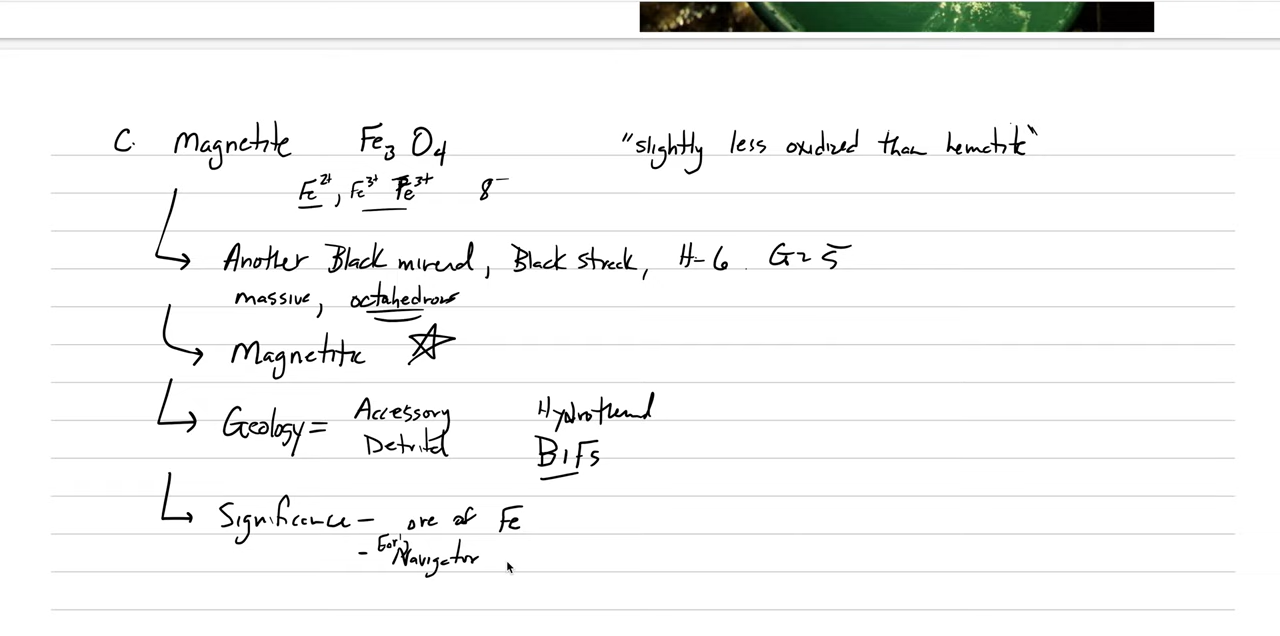 C. Magnetite Fe3 O4 "slightly less oxidized than hematite"
Fe2+, Fe3+ Fe3+ 8-
Another Black mineral, Black streak, H-6. G=5
massive, octahedrons
Magnetitic
Geology= Accessory Hydrothermal
Detrital BIFs
Significance - ore of Fe
- Early Navigator